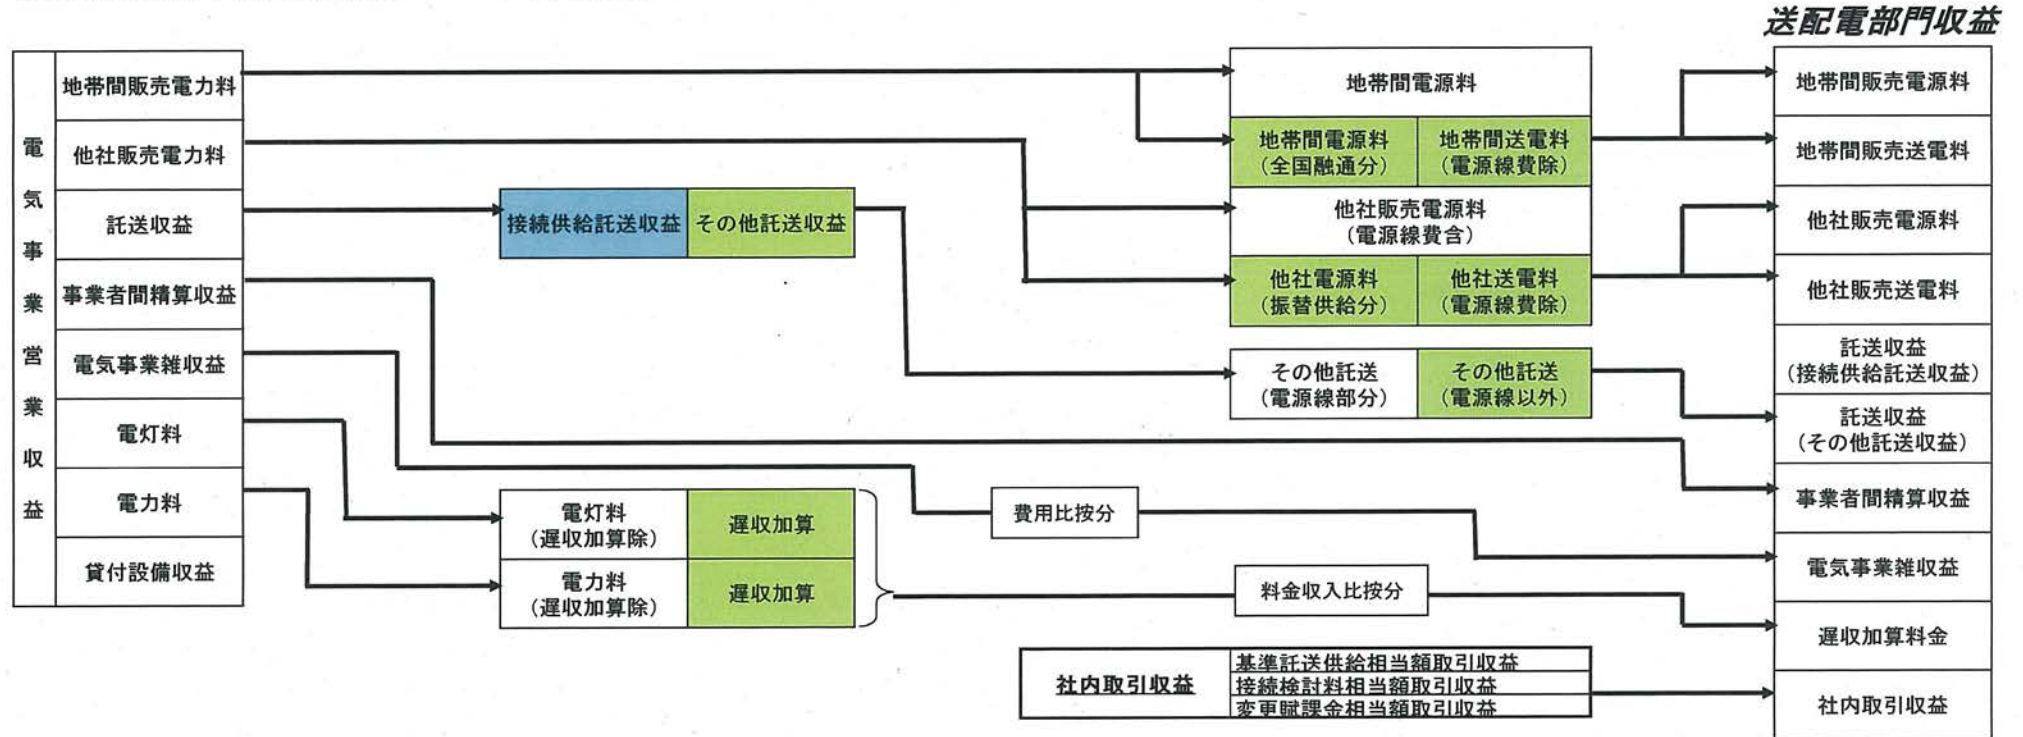 送配電部門収益
電気事業営業収益
地帯間販売電力料
他社販売電力料
託送収益
事業者間精算収益
電気事業雑収益
電灯料
電力料
貸付設備収益
接続供給託送収益
その他託送収益
電灯料
(遅収加算除)
遅収加算
電力料
(遅収加算除)
遅収加算
地帯間電源料
地帯間電源料
(全国融通分)
地帯間送電料
(電源線費除)
他社販売電源料
(電源線費含)
他社電源料
(振替供給分)
他社送電料
(電源線費除)
その他託送
(電源線部分)
その他託送
(電源線以外)
費用比按分
料金収入比按分
社内取引収益
基準託送供給相当額取引収益
接続検討料相当額取引収益
変更賦課金相当額取引収益
地帯間販売電源料
地帯間販売送電料
他社販売電源料
他社販売送電料
託送収益
(接続供給託送収益)
託送収益
(その他託送収益)
事業者間精算収益
電気事業雑収益
遅収加算料金
社内取引収益